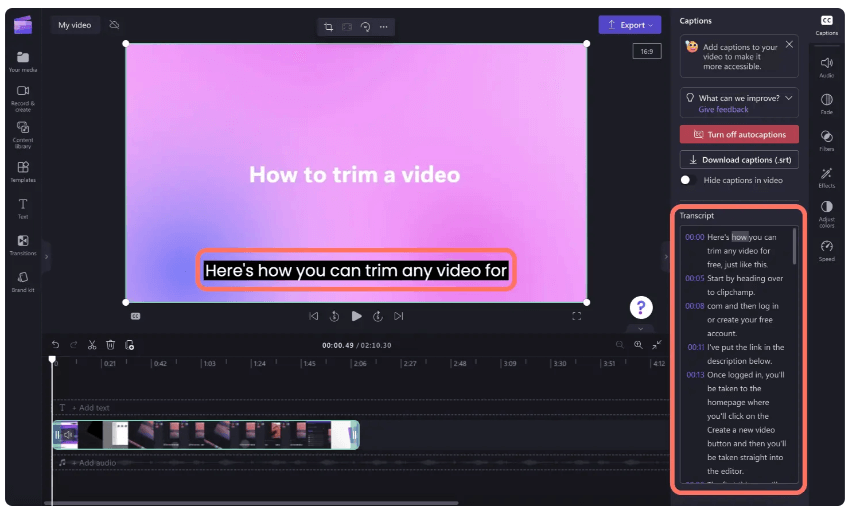 My video
Export
Captions
CC
Captions
Your media
Record &
create
Content
library
Templates
Text
Transitions
Brand kit
16:9
How to trim a video
Here's how you can trim any video for
Add captions to your
video to make it
more accessible.
What can we improve?
Give feedback
Turn off autocaptions
Download captions (.srt)
Hide captions in video
Audio
Fade
Filters
Effects
Adjust
colors
Speed
Transcript
00:00 Here's how you can
trim any video for
free, just like this.
00:05 Start by heading over
to clipchamp.
00:08 com and then log in
or create your free
account.
00:11 I've put the link in the
description below.
00:13 Once logged in, you'll
be taken to the
homepage where
you'll click on the
Create a new video
button and then you'll
be taken straight into
the editor.
CC
?
00:00.49 / 02:10.30
0 0:21 0:42 1:03 1:24 1:45 2:06 2:27 2:48 3:09 3:30 3:51 4:12
T + Add text
+ Add audio